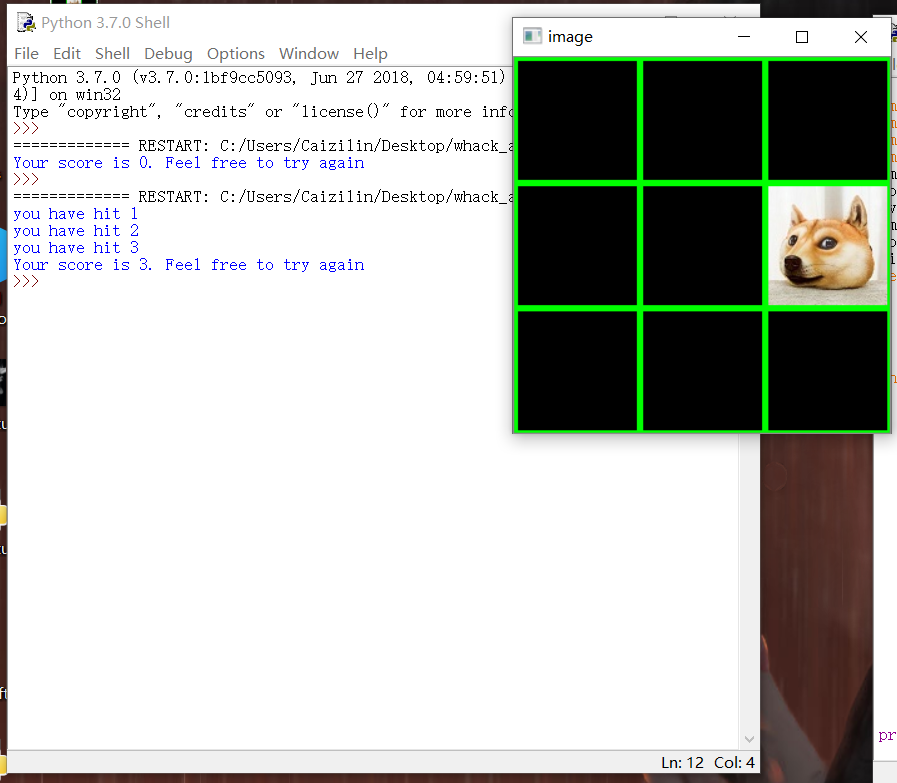 Python 3.7.0 Shell
File Edit Shell Debug Options Window Help
Python 3.7.0 (v3.7.0:1bf9cc5093, Jun 27 2018, 04:59:51)
4)] on win32
Type "copyright", "credits" or "license()" for more info
>>>
============= RESTART: C:/Users/Caizilin/Desktop/whack_a
Your score is 0. Feel free to try again
>>>
============= RESTART: C:/Users/Caizilin/Desktop/whack_a
you have hit 1
you have hit 2
you have hit 3
Your score is 3. Feel free to try again
>>>
Ln: 12 Col: 4
image
pr